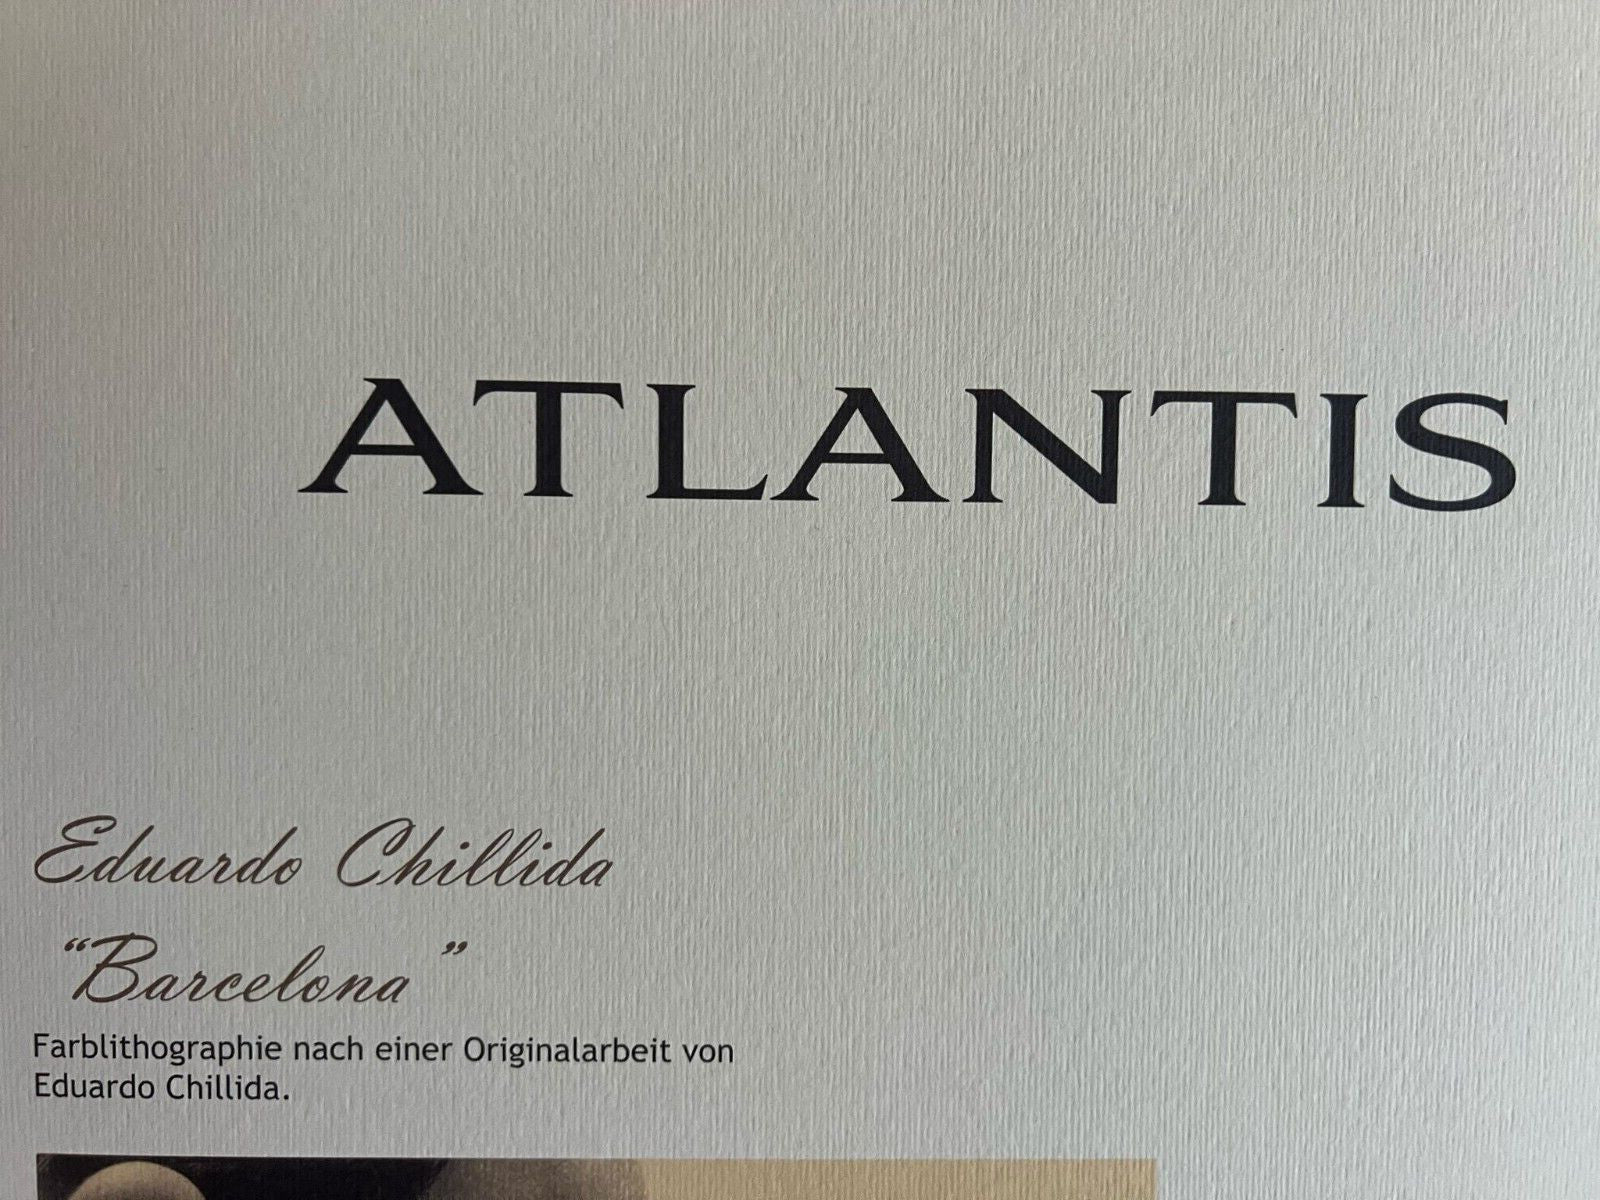 ATLANTIS
Eduardo Chillida
“Barcelona”
Farblithographie nach einer Originalarbeit von
Eduardo Chillida.